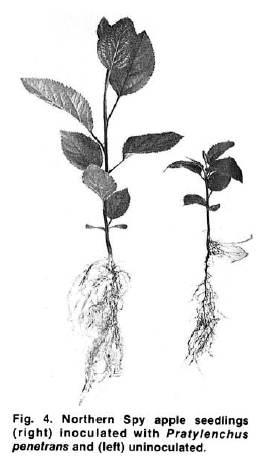 Fig. 4. Northern Spy apple seedlings
(right) inoculated with Pratylenchus
penetrans and (left) uninoculated.